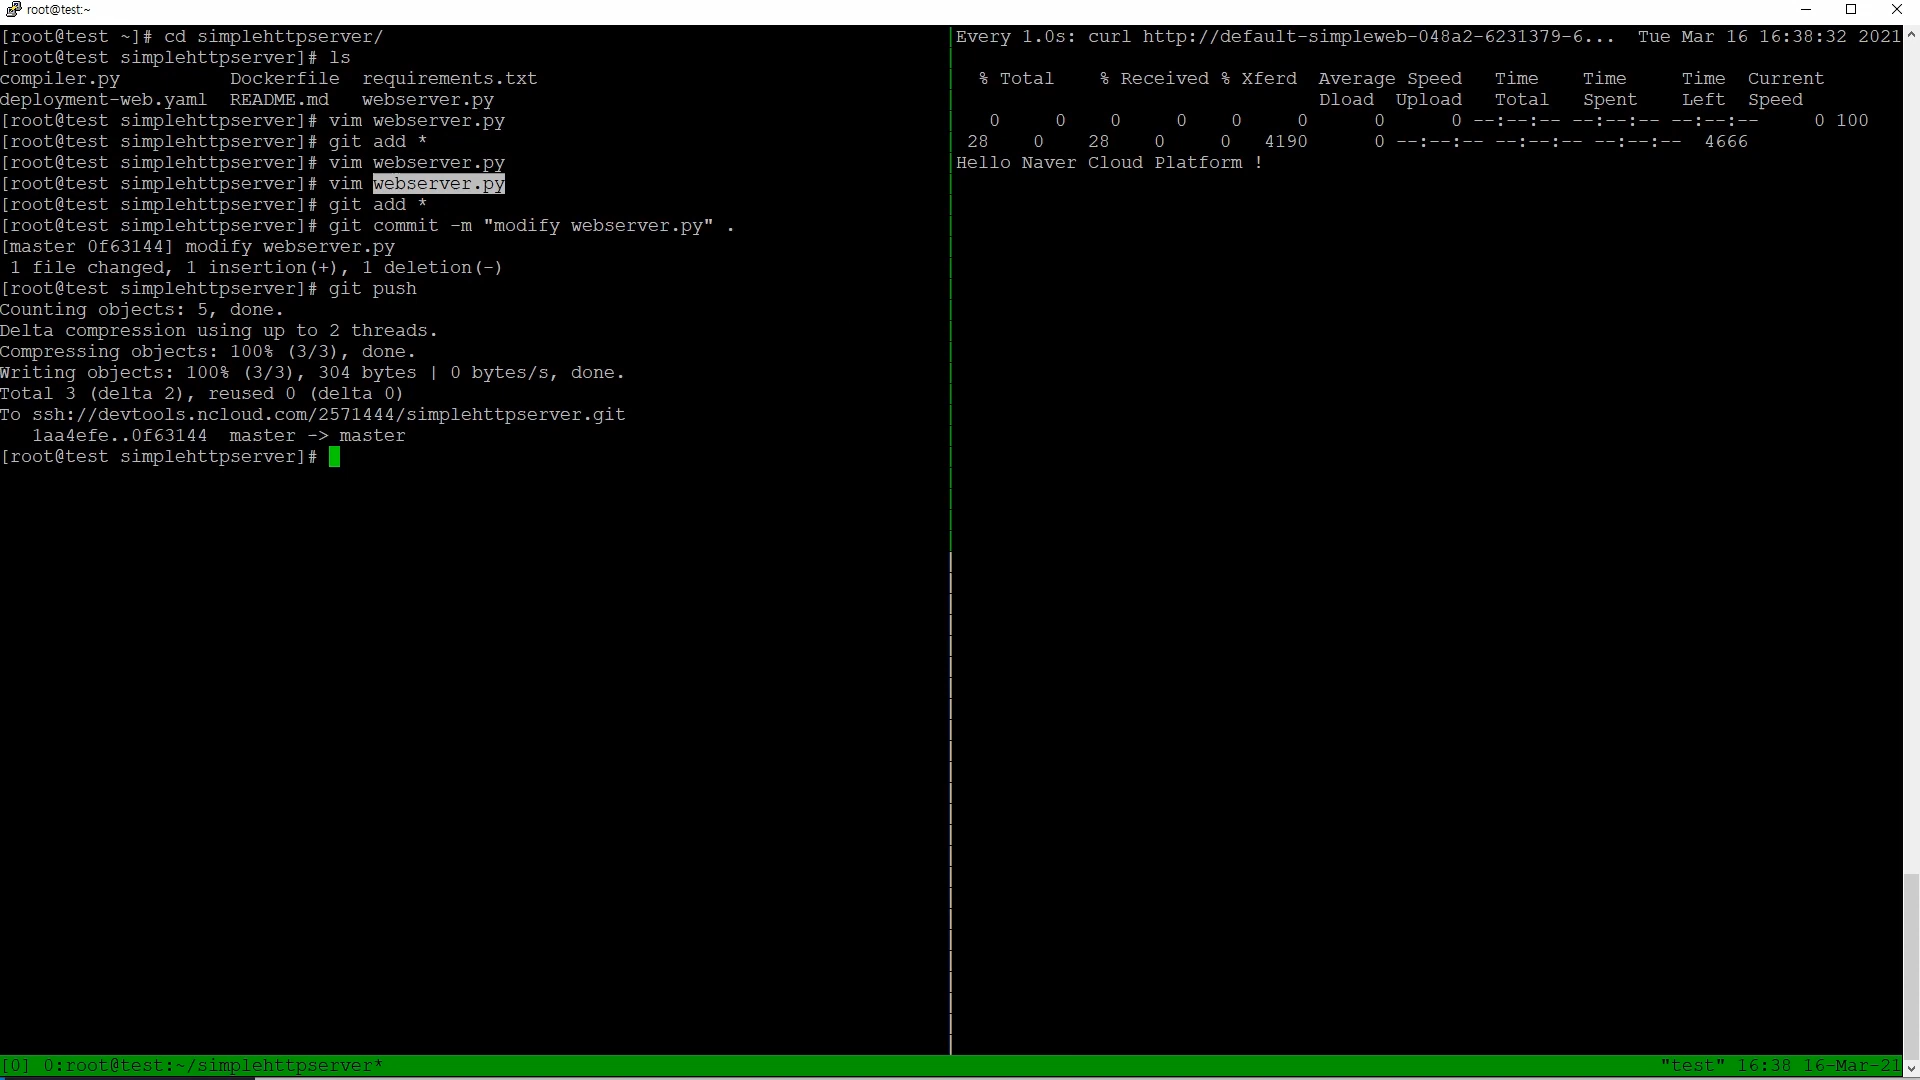 root@test:~
[root@test ~]# cd simplehttpserver/
[root@test simplehttpserver]# ls
compiler.py          Dockerfile  requirements.txt
deployment-web.yaml  README.md   webserver.py
[root@test simplehttpserver]# vim webserver.py
[root@test simplehttpserver]# git add *
[root@test simplehttpserver]# vim webserver.py
[root@test simplehttpserver]# vim webserver.py
[root@test simplehttpserver]# git add *
[root@test simplehttpserver]# git commit -m "modify webserver.py" .
[master 0f63144] modify webserver.py
 1 file changed, 1 insertion(+), 1 deletion(-)
[root@test simplehttpserver]# git push
Counting objects: 5, done.
Delta compression using up to 2 threads.
Compressing objects: 100% (3/3), done.
Writing objects: 100% (3/3), 304 bytes | 0 bytes/s, done.
Total 3 (delta 2), reused 0 (delta 0)
To ssh://devtools.ncloud.com/2571444/simplehttpserver.git
   1aa4efe..0f63144  master -> master
[root@test simplehttpserver]#
Every 1.0s: curl http://default-simpleweb-048a2-6231379-6...  Tue Mar 16 16:38:32 2021
  % Total    % Received % Xferd  Average Speed   Time    Time     Time  Current
                                 Dload  Upload   Total   Spent    Left  Speed
   0     0    0     0    0     0      0      0 --:--:-- --:--:-- --:--:--     0 100
 28    0    28    0     0   4190      0 --:--:-- --:--:-- --:--:--  4666
Hello Naver Cloud Platform !
[0] 0:root@test:~/simplehttpserver*
"test" 16:38 16-Mar-21